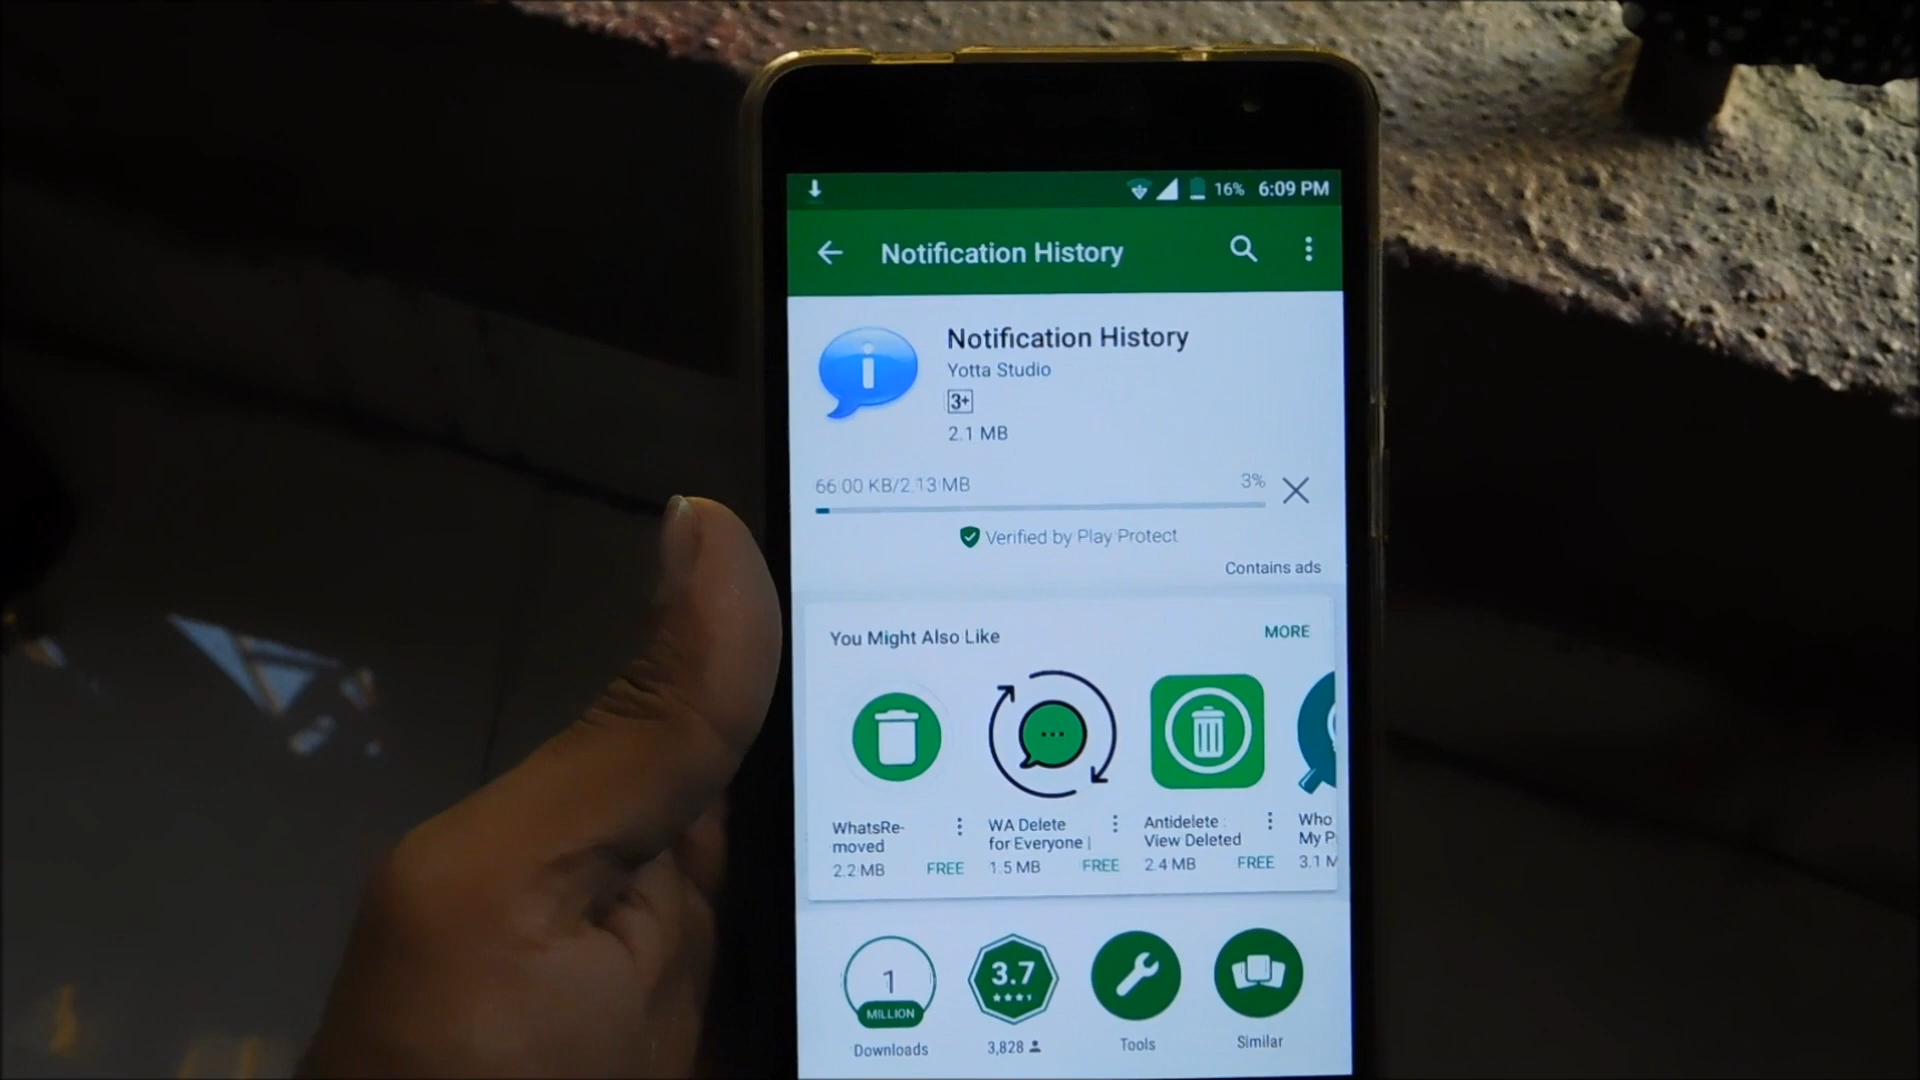 16% 6:09 PM
Notification History
Notification History
Yotta Studio
3+
2.1 MB
66.00 KB/2.13 MB 3%
Verified by Play Protect
Contains ads
You Might Also Like MORE
WhatsRe-
moved
2.2 MB FREE
WA Delete
for Everyone |
1.5 MB FREE
Antidelete :
View Deleted
2.4 MB FREE
Who
My P
3.1 M
1
MILLION
Downloads
3.7
3,828
Tools
Similar